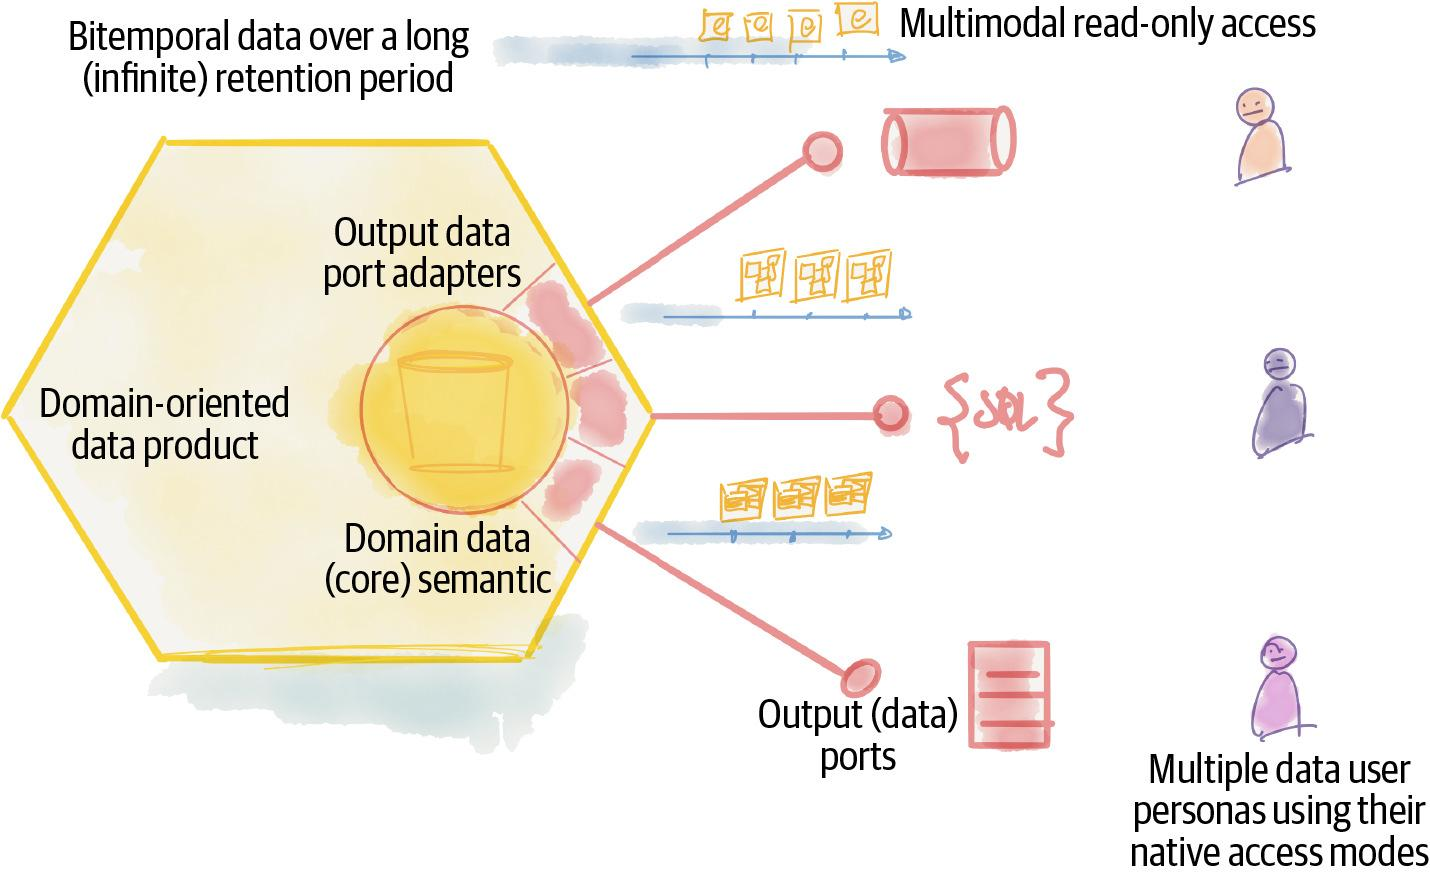 Bitemporal data over a long
(infinite) retention period
e e e e
Multimodal read-only access
Output data
port adapters
Domain-oriented
data product
{SQL}
Domain data
(core) semantic
Output (data)
ports
Multiple data user
personas using their
native access modes